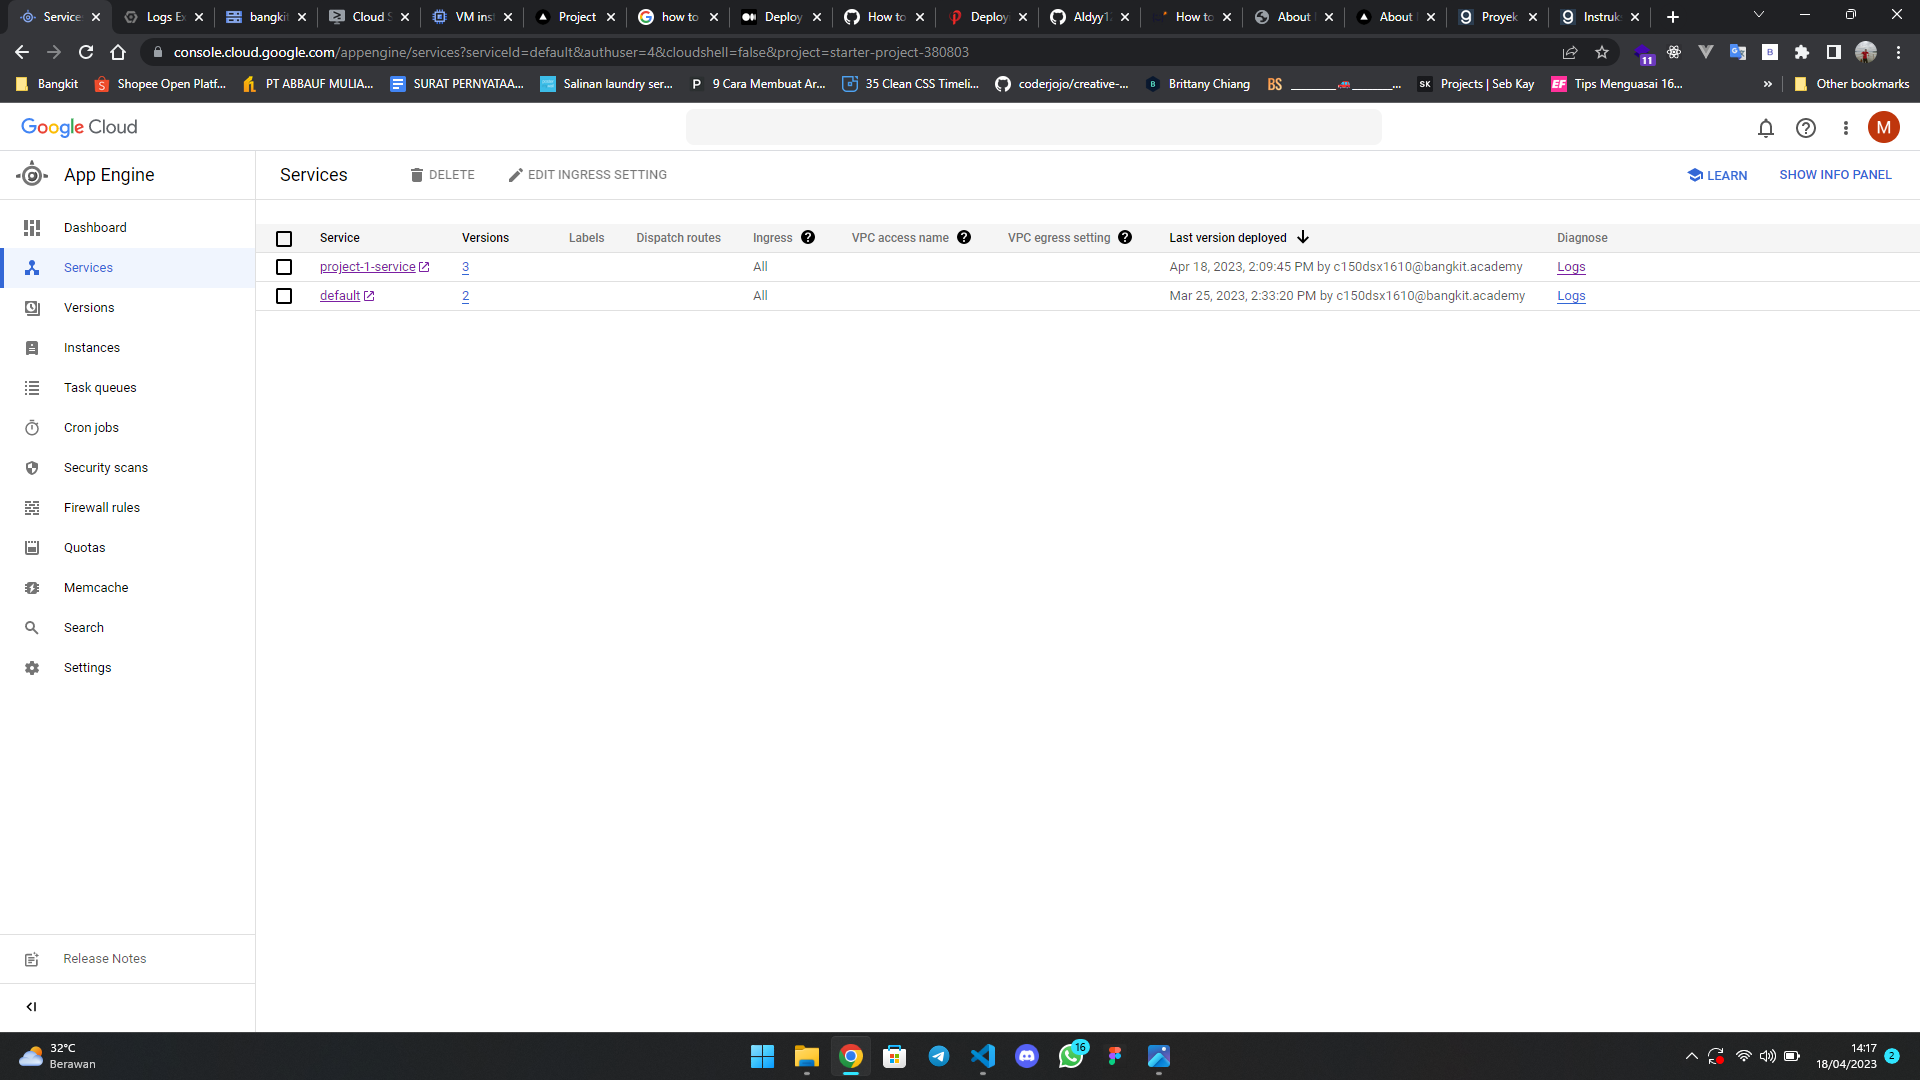 Service
Logs Ex
bangkit
Cloud S
VM inst
Project
how to
Deploy
How to
Deploy
Aldyy12
How to
About
About
Proyek
Instruks
console.cloud.google.com/appengine/services?serviceId=default&authuser=4&cloudshell=false&project=starter-project-380803
11
Bangkit
Shopee Open Platf...
PT ABBAUF MULIA...
SURAT PERNYATAA...
Salinan laundry ser...
9 Cara Membuat Ar...
35 Clean CSS Timeli...
coderjojo/creative-...
Brittany Chiang
BS
Projects | Seb Kay
Tips Menguasai 16...
Other bookmarks
Google Cloud
M
App Engine
Services
DELETE
EDIT INGRESS SETTING
LEARN
SHOW INFO PANEL
Dashboard
Services
Versions
Instances
Task queues
Cron jobs
Security scans
Firewall rules
Quotas
Memcache
Search
Settings
Release Notes
Service Versions Labels Dispatch routes Ingress VPC access name VPC egress setting Last version deployed Diagnose
project-1-service 3 All Apr 18, 2023, 2:09:45 PM by c150dsx1610@bangkit.academy Logs
default 2 All Mar 25, 2023, 2:33:20 PM by c150dsx1610@bangkit.academy Logs
32°C
Berawan
16
14:17
18/04/2023
2